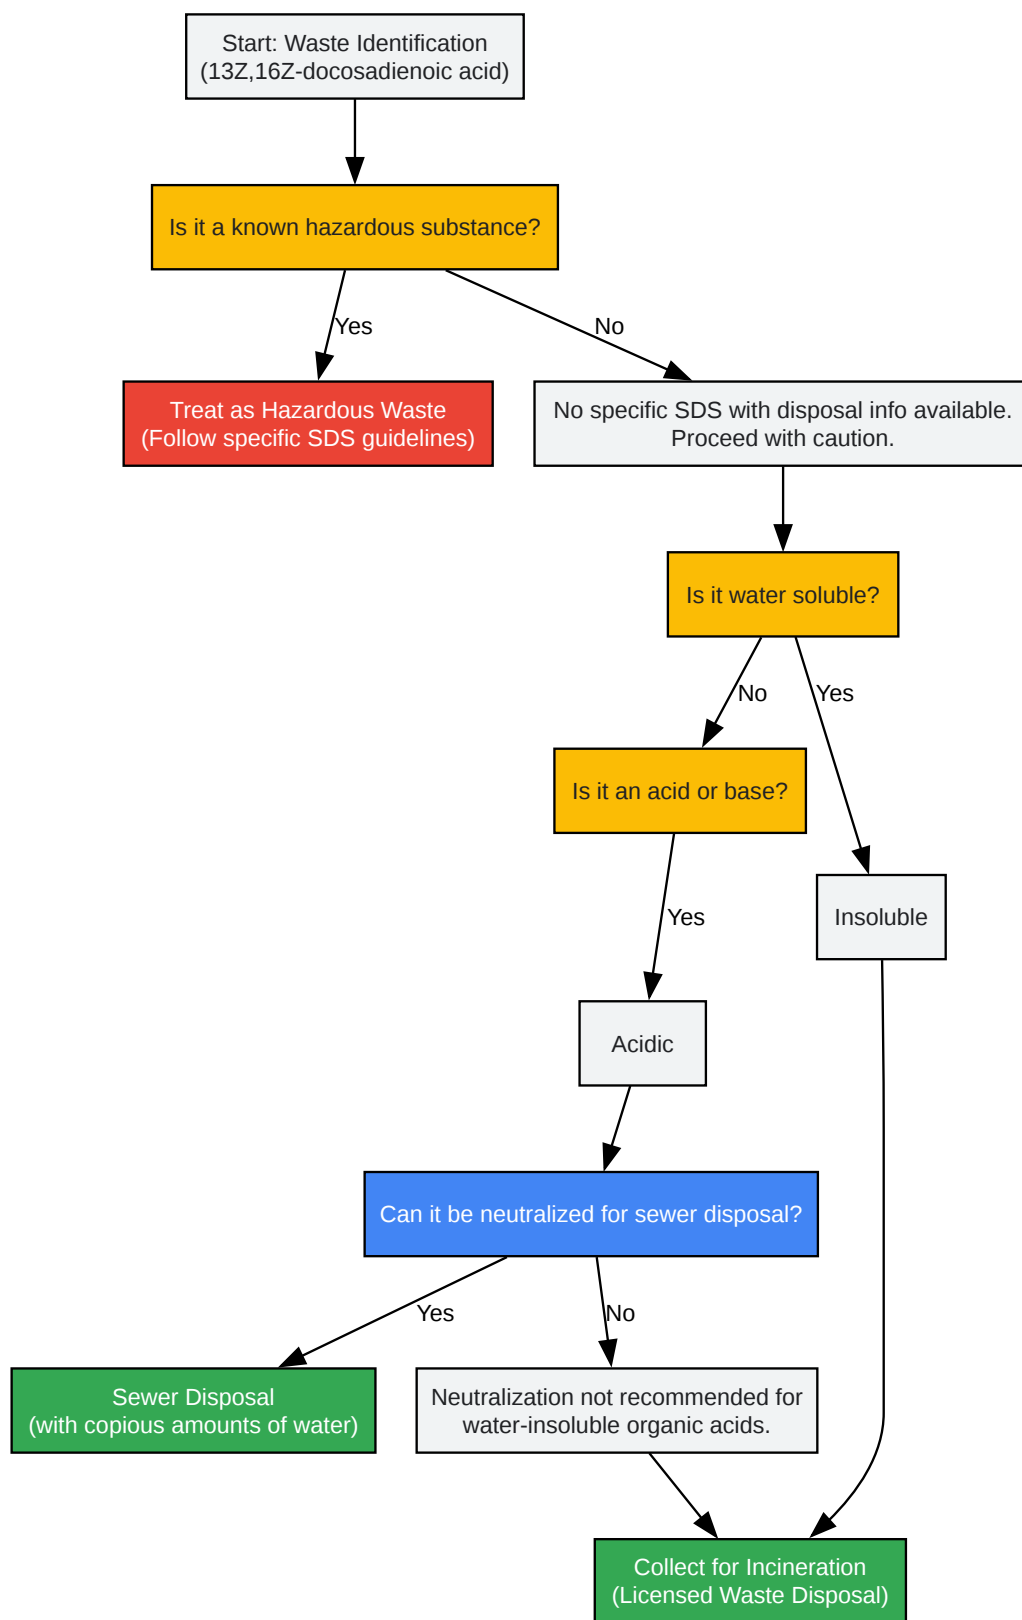 Start: Waste Identification
(13Z,16Z-docosadienoic acid)
Is it a known hazardous substance?
Yes
No
Treat as Hazardous Waste
(Follow specific SDS guidelines)
No specific SDS with disposal info available.
Proceed with caution.
Is it water soluble?
No
Yes
Is it an acid or base?
Insoluble
Yes
Acidic
Can it be neutralized for sewer disposal?
Yes
No
Sewer Disposal
(with copious amounts of water)
Neutralization not recommended for
water-insoluble organic acids.
Collect for Incineration
(Licensed Waste Disposal)